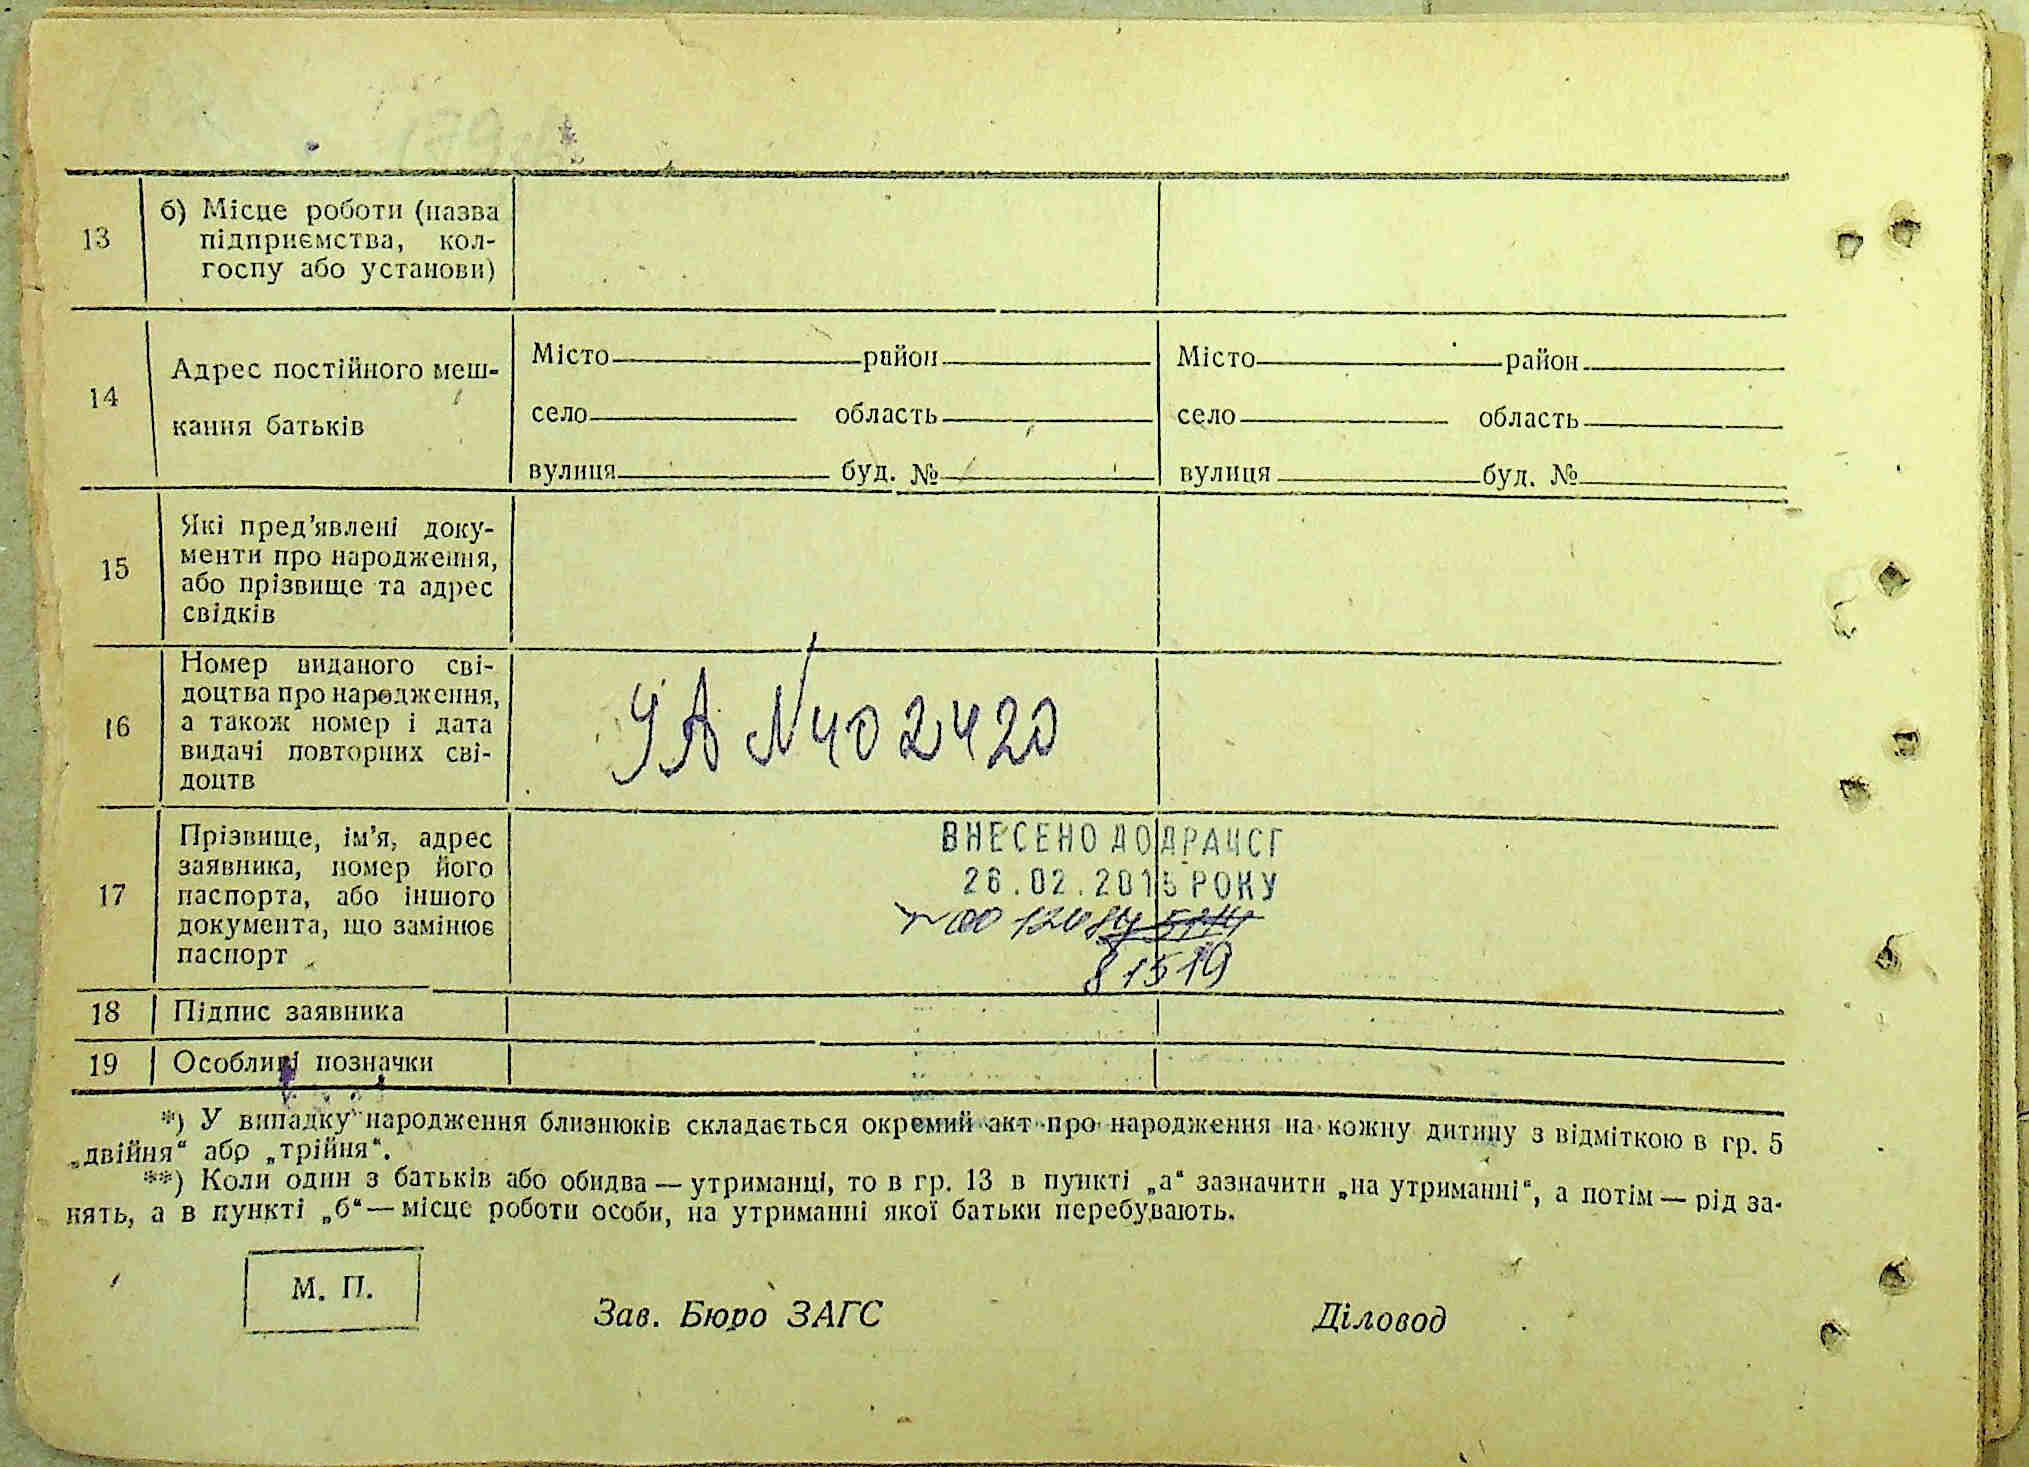 13
б) Місце роботи (назва
підприємства, кол-
госпу або установи)
14
Адрес постійного меш-
кання батьків
Місто район
село область
вулиця буд. №
Місто район
село область
вулиця буд. №
15
Які пред'явлені доку-
менти про народження,
або прізвище та адрес
свідків
16
Номер виданого сві-
доцтва про народження,
а також номер і дата
видачі повторних сві-
доцтв
УА № 402420
17
Прізвище, ім'я, адрес
заявника, номер його
паспорта, або іншого
документа, що замінює
паспорт
ВНЕСЕНО ДО ДРАЦСГ
26.02.2015 РОКУ
81519
18 Підпис заявника
19 Особливі позначки
*) У випадку народження близнюків складається окремий акт про народження на кожну дитину з відміткою в гр. 5
„двійня“ або „трійня“.
**) Коли один з батьків або обидва — утриманці, то в гр. 13 в пункті „а“ зазначити „на утриманні“, а потім — рід за-
нять, а в пункті „б“ — місце роботи особи, на утриманні якої батьки перебувають.
М. П.
Зав. Бюро ЗАГС Діловод